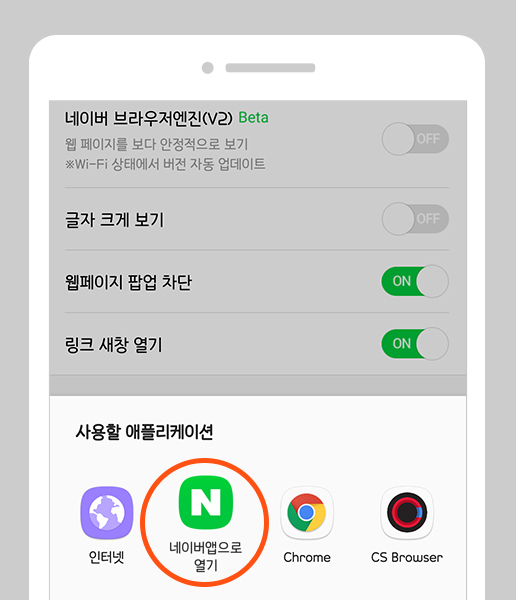 네이버 브라우저엔진(V2) Beta
웹 페이지를 보다 안정적으로 보기
※Wi-Fi 상태에서 버전 자동 업데이트
OFF
글자 크게 보기
OFF
웹페이지 팝업 차단
ON
링크 새창 열기
ON
사용할 애플리케이션
N
인터넷
네이버앱으로
열기
Chrome
CS Browser